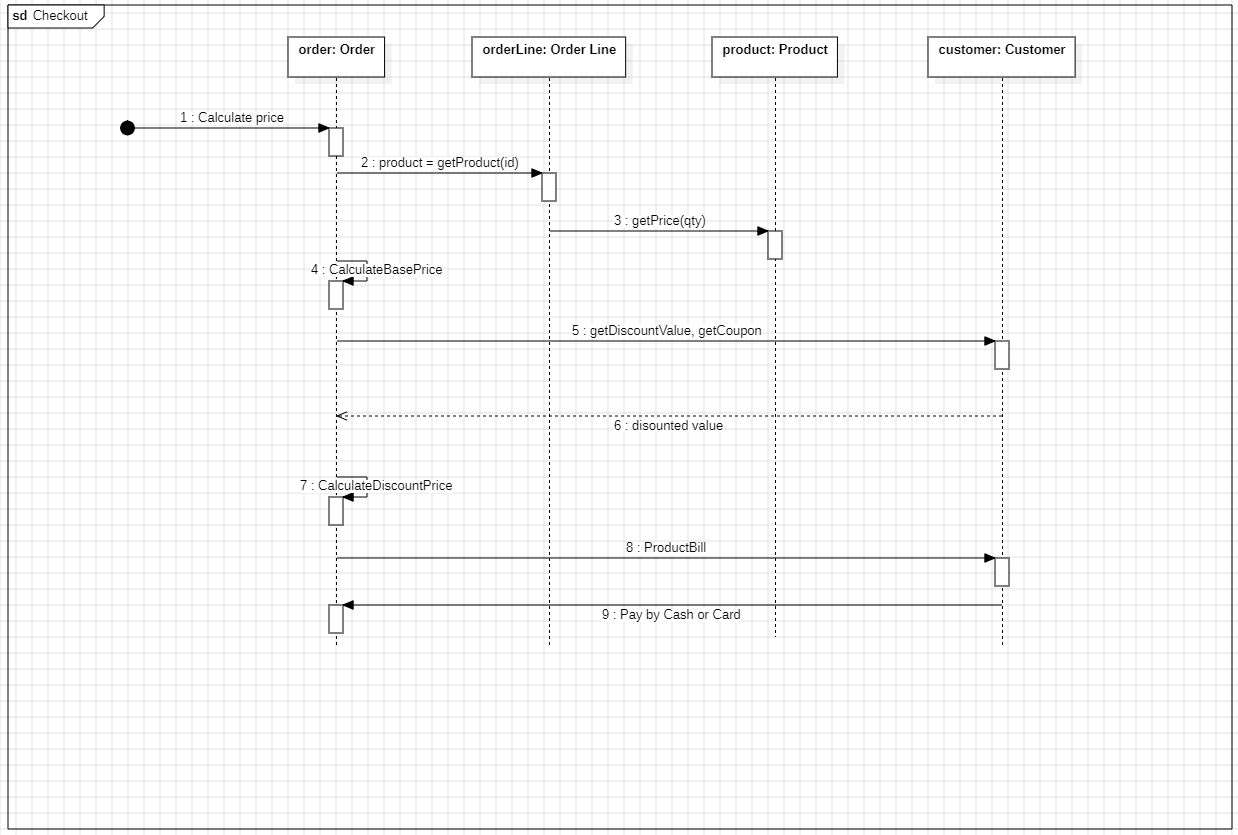 sd Checkout
order: Order
orderLine: Order Line
product: Product
customer: Customer
1 : Calculate price
2 : product = getProduct(id)
3 : getPrice(qty)
4 : CalculateBasePrice
5 : getDiscountValue, getCoupon
6 : disounted value
7 : CalculateDiscountPrice
8 : ProductBill
9 : Pay by Cash or Card